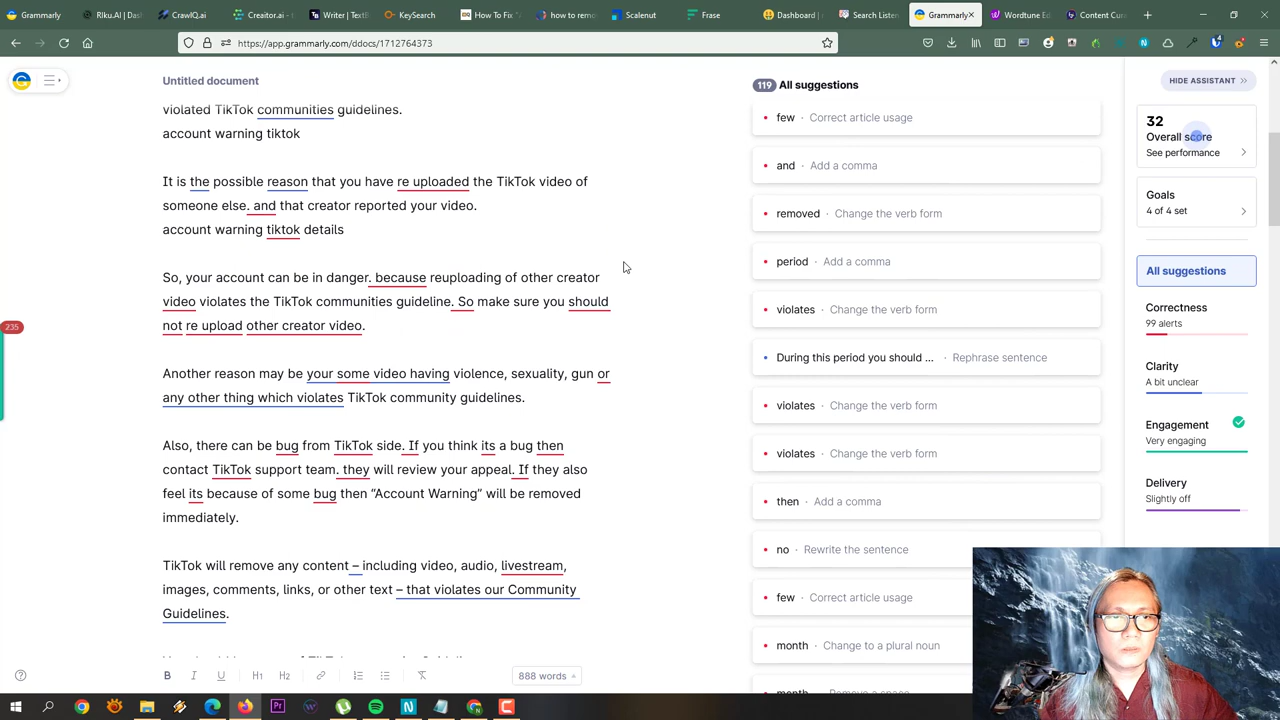 Grammarly
Riku.AI | Dash
CrawlQ.ai
Creator.ai -
Writer | TextB
KeySearch
How To Fix "A
how to remov
Scalenut
Frase
Dashboard |
Search Listen
Grammarly
Wordtune Ed
Content Cura
https://app.grammarly.com/ddocs/1712764373
Untitled document
violated TikTok communities guidelines.
account warning tiktok
It is the possible reason that you have re uploaded the TikTok video of
someone else. and that creator reported your video.
account warning tiktok details
So, your account can be in danger. because reuploading of other creator
video violates the TikTok communities guideline. So make sure you should
not re upload other creator video.
Another reason may be your some video having violence, sexuality, gun or
any other thing which violates TikTok community guidelines.
Also, there can be bug from TikTok side. If you think its a bug then
contact TikTok support team. they will review your appeal. If they also
feel its because of some bug then “Account Warning” will be removed
immediately.
TikTok will remove any content – including video, audio, livestream,
images, comments, links, or other text – that violates our Community
Guidelines.
235
B I U H1 H2
888 words
119 All suggestions
few · Correct article usage
and · Add a comma
removed · Change the verb form
period · Add a comma
violates · Change the verb form
During this period you should ... · Rephrase sentence
violates · Change the verb form
violates · Change the verb form
then · Add a comma
no · Rewrite the sentence
few · Correct article usage
month · Change to a plural noun
month · Remove a space
HIDE ASSISTANT
32
Overall score
See performance
Goals
4 of 4 set
All suggestions
Correctness
99 alerts
Clarity
A bit unclear
Engagement
Very engaging
Delivery
Slightly off